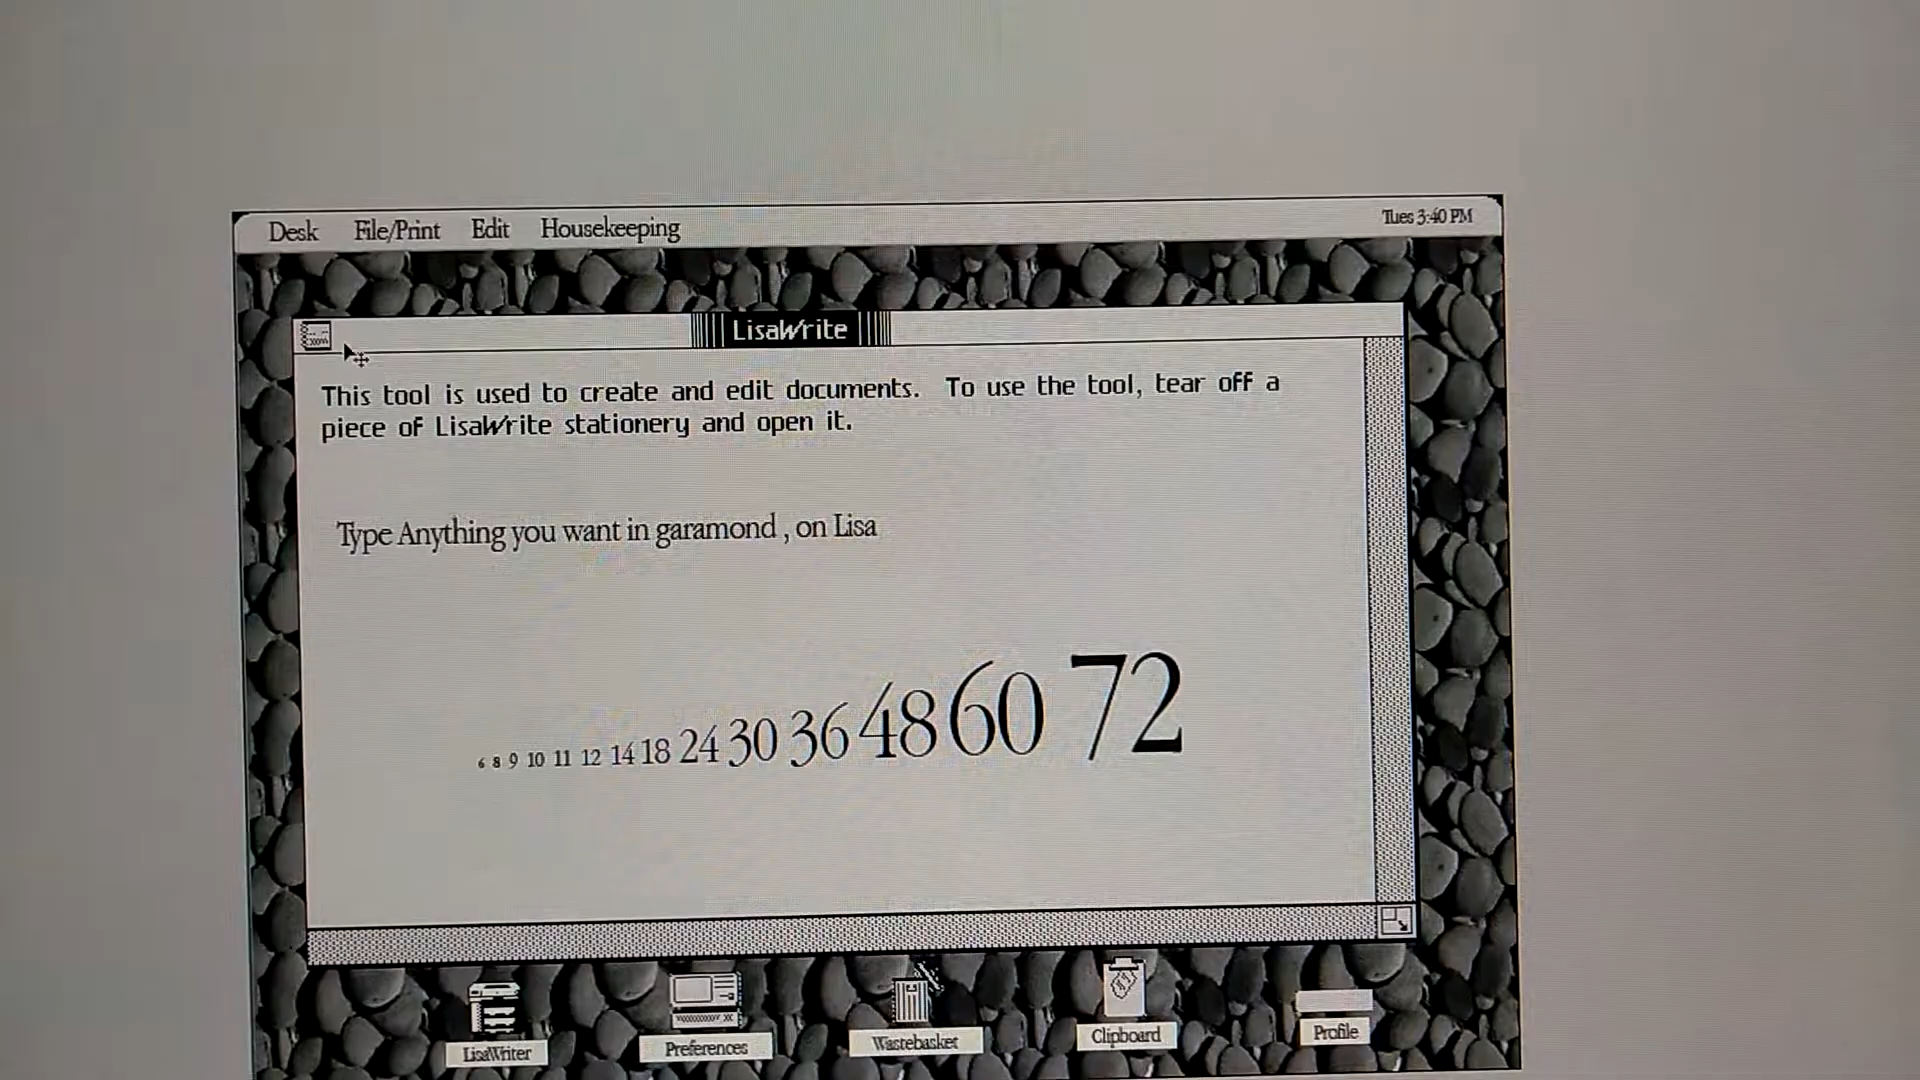 Desk File/Print Edit Housekeeping Tues 3:40 PM
LisaWrite
This tool is used to create and edit documents. To use the tool, tear off a
piece of LisaWrite stationery and open it.
Type Anything you want in garamond , on Lisa
6 8 9 10 11 12 14 18 24 30 36 48 60 72
LisaWriter Preferences Wastebasket Clipboard Profile